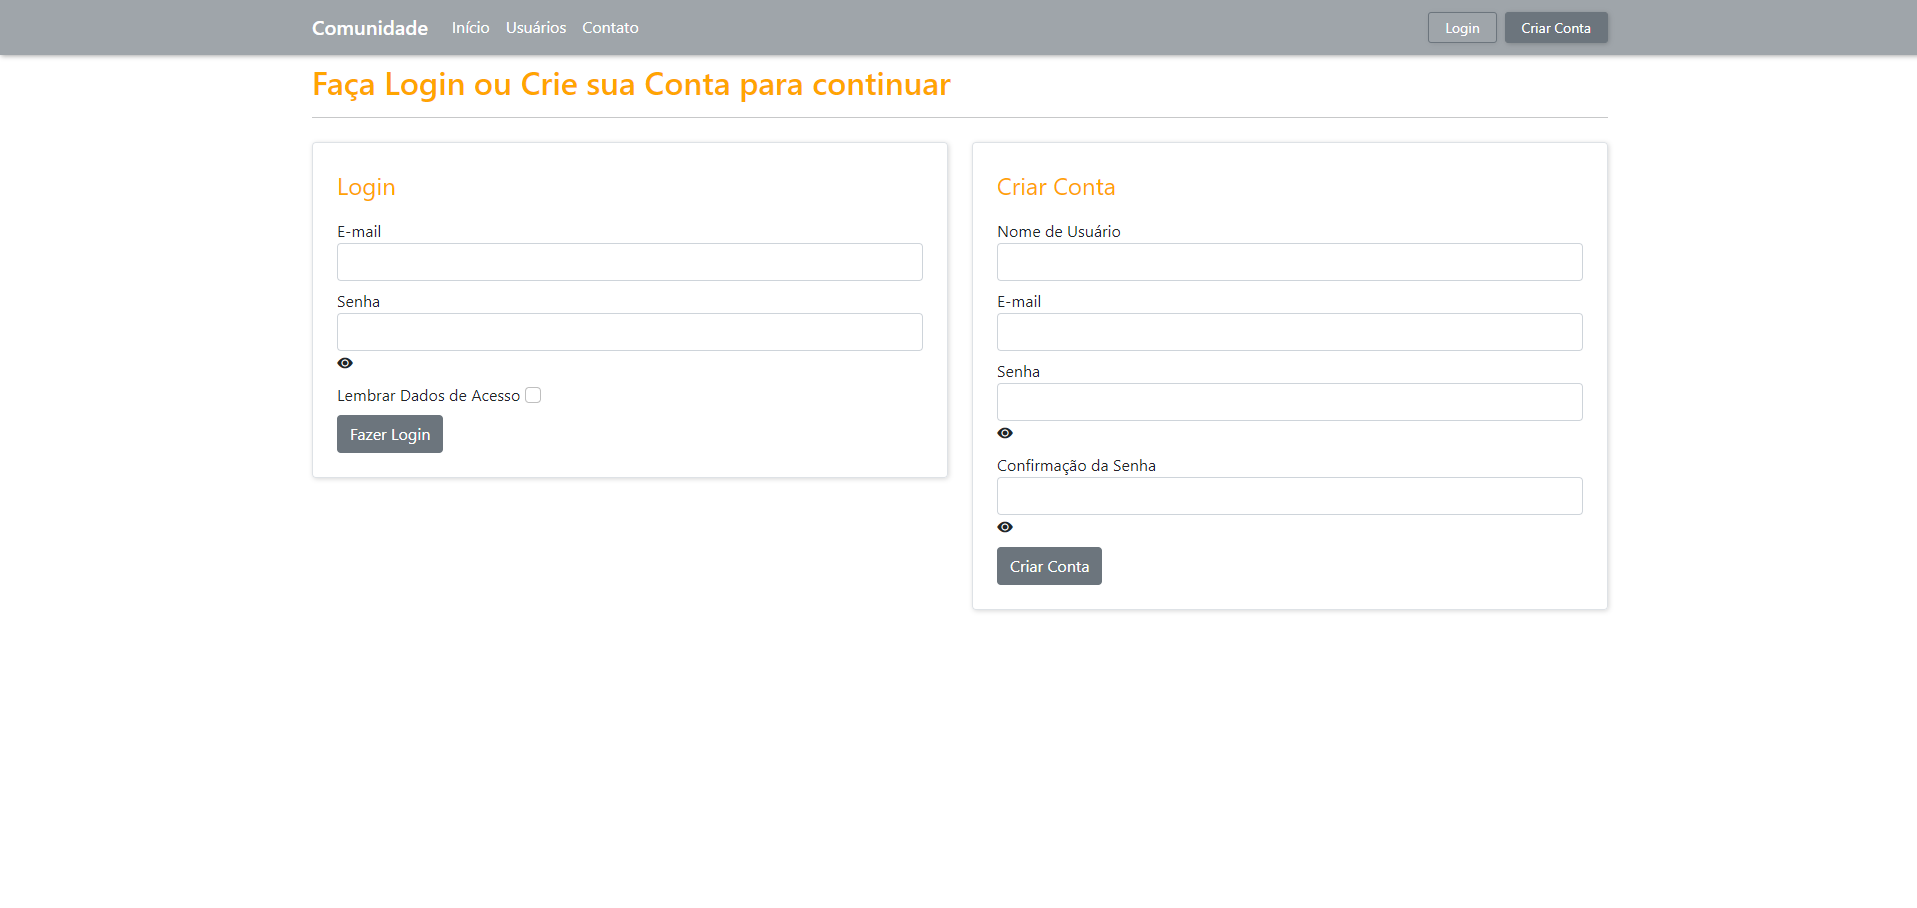 Comunidade Início Usuários Contato Login Criar Conta
Faça Login ou Crie sua Conta para continuar
Login
E-mail
Senha
Lembrar Dados de Acesso
Fazer Login
Criar Conta
Nome de Usuário
E-mail
Senha
Confirmação da Senha
Criar Conta